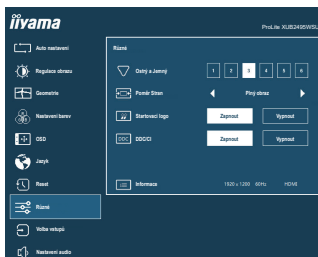 iiyama
ProLite XUB2495WSU
Auto nastavení
Různé
Regulace obrazu
Ostrý a Jemný
1 2 3 4 5 6
Geometrie
Poměr Stran
Plný obraz
Nastavení barev
Startovací logo
Zapnout
Vypnout
OSD
DDC
DDC/CI
Zapnout
Vypnout
Jazyk
Reset
Informace
1920 x 1200 60Hz HDMI
Různé
Volba vstupů
Nastavení audio